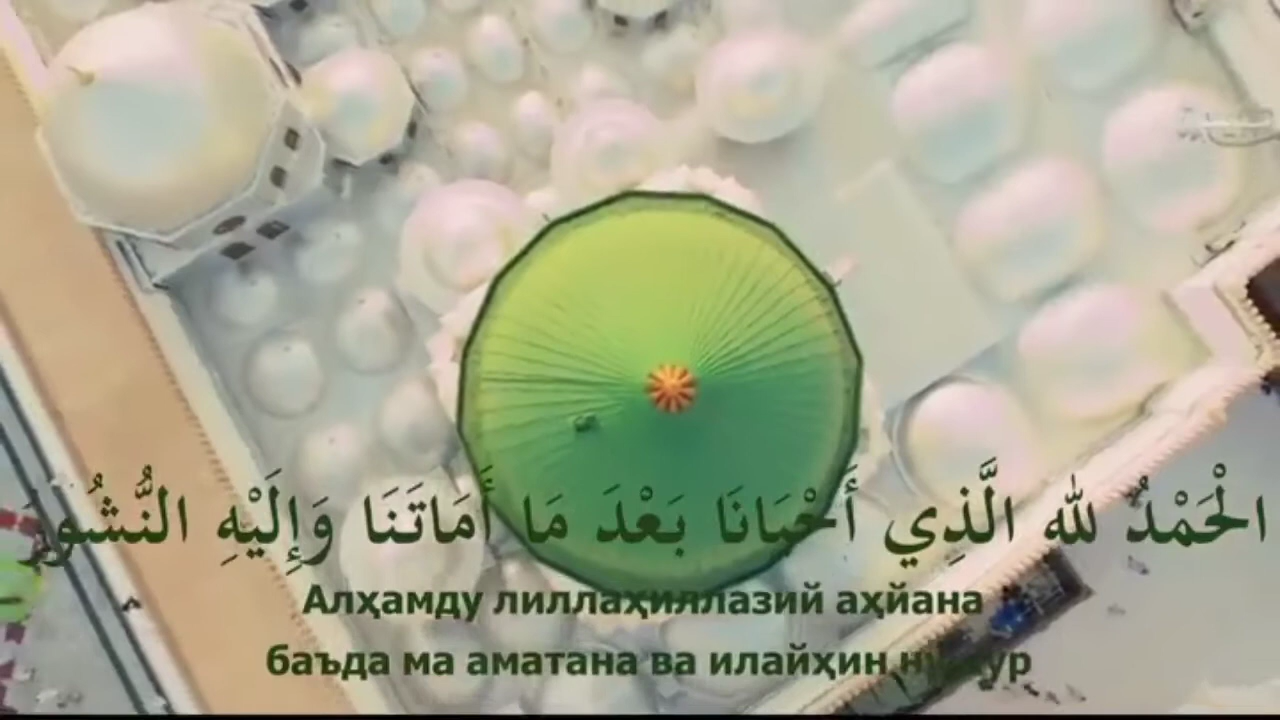 الْحَمْدُ لله الَّذِي أَحْيَانَا بَعْدَ مَا أَمَاتَنَا وَإِلَيْهِ النُّشُورَ
Алҳамду лиллаҳиллазий аҳйана
баъда ма аматана ва илайҳин